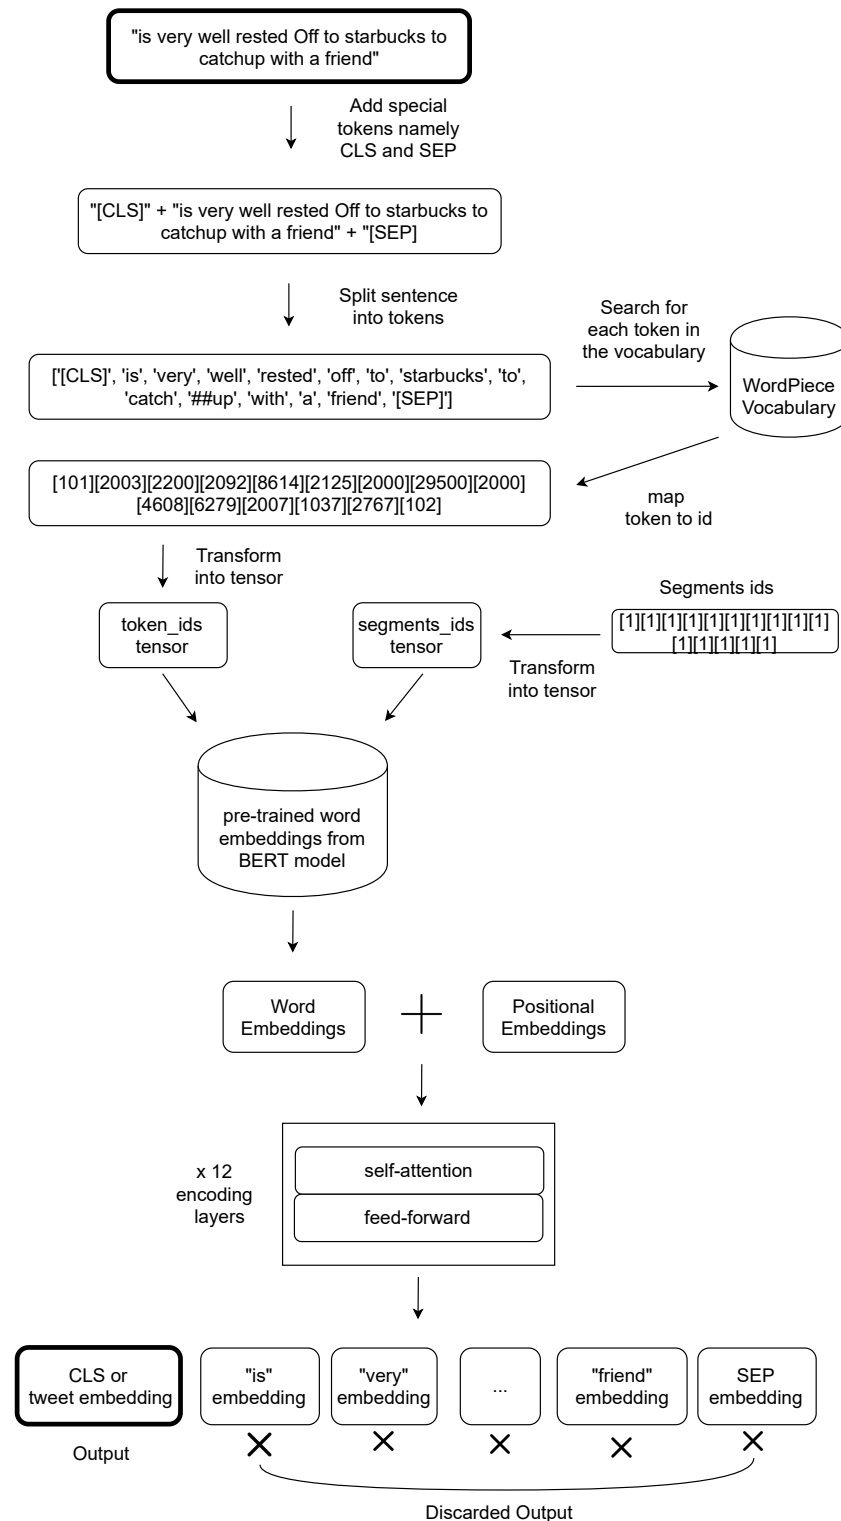 "is very well rested Off to starbucks to
catchup with a friend"
Add special
tokens namely
CLS and SEP
"[CLS]" + "is very well rested Off to starbucks to
catchup with a friend" + "[SEP]
Split sentence
into tokens
Search for
each token in
the vocabulary
['[CLS]', 'is', 'very', 'well', 'rested', 'off', 'to', 'starbucks', 'to',
'catch', '##up', 'with', 'a', 'friend', '[SEP]']
WordPiece
Vocabulary
[101][2003][2200][2092][8614][2125][2000][29500][2000]
[4608][6279][2007][1037][2767][102]
map
token to id
Transform
into tensor
Segments ids
token_ids
tensor
segments_ids
tensor
[1][1][1][1][1][1][1][1][1][1]
[1][1][1][1][1]
Transform
into tensor
pre-trained word
embeddings from
BERT model
Word
Embeddings
Positional
Embeddings
x 12
encoding
layers
self-attention
feed-forward
CLS or
tweet embedding
"is"
embedding
"very"
embedding
...
"friend"
embedding
SEP
embedding
Output
Discarded Output